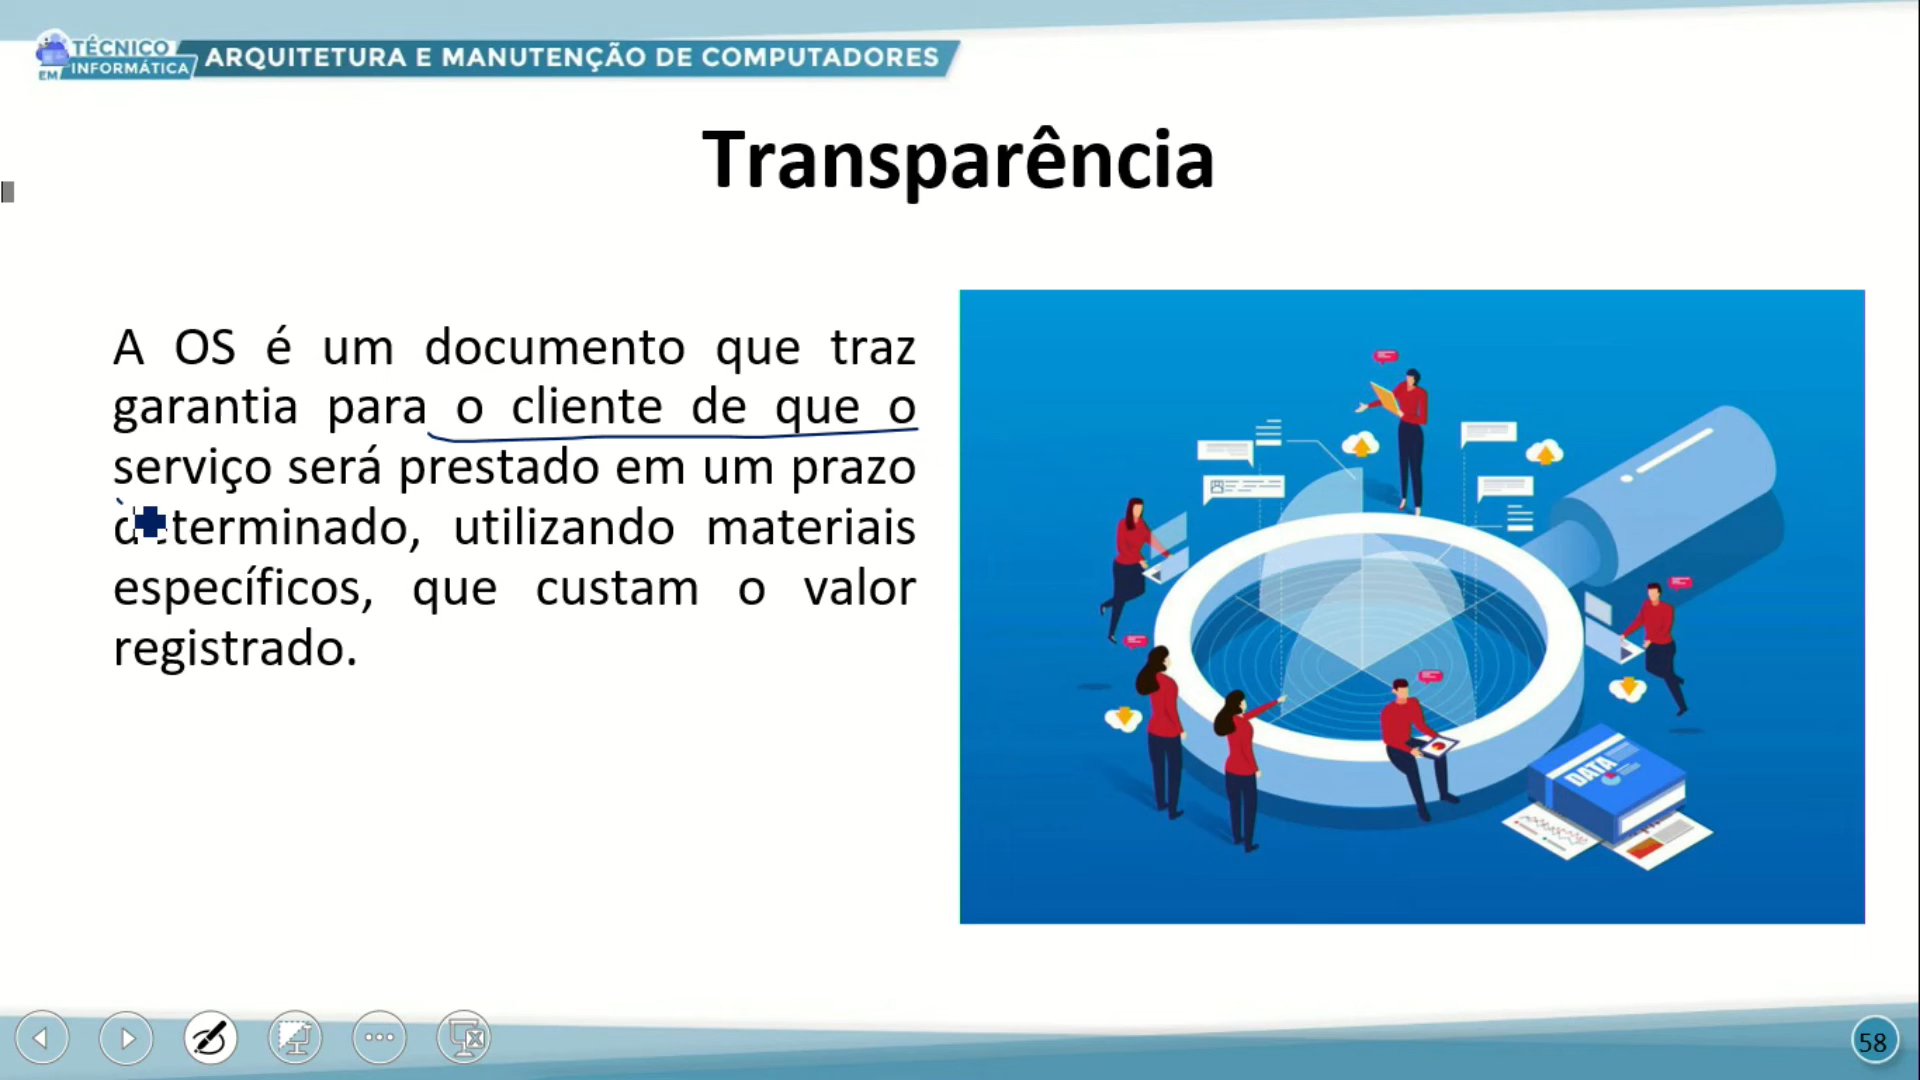 TÉCNICO
EM INFORMÁTICA
ARQUITETURA E MANUTENÇÃO DE COMPUTADORES
Transparência
A OS é um documento que traz
garantia para o cliente de que o
serviço será prestado em um prazo
determinado, utilizando materiais
específicos, que custam o valor
registrado.
DATA
58